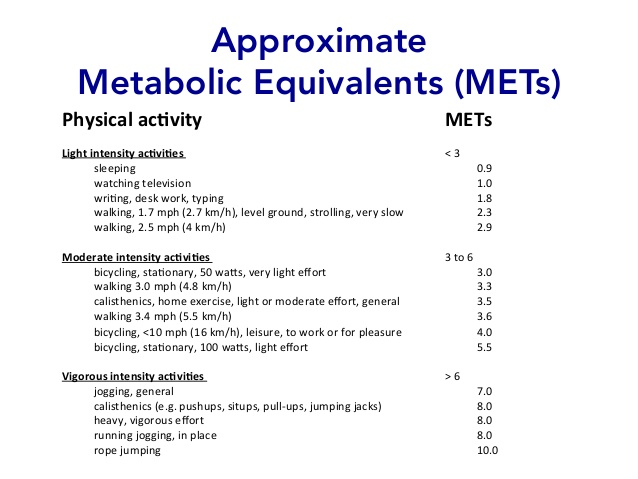 Approximate
Metabolic Equivalents (METs)
Physical activity METs
Light intensity activities < 3
sleeping 0.9
watching television 1.0
writing, desk work, typing 1.8
walking, 1.7 mph (2.7 km/h), level ground, strolling, very slow 2.3
walking, 2.5 mph (4 km/h) 2.9
Moderate intensity activities 3 to 6
bicycling, stationary, 50 watts, very light effort 3.0
walking 3.0 mph (4.8 km/h) 3.3
calisthenics, home exercise, light or moderate effort, general 3.5
walking 3.4 mph (5.5 km/h) 3.6
bicycling, <10 mph (16 km/h), leisure, to work or for pleasure 4.0
bicycling, stationary, 100 watts, light effort 5.5
Vigorous intensity activities > 6
jogging, general 7.0
calisthenics (e.g. pushups, situps, pull-ups, jumping jacks) 8.0
heavy, vigorous effort 8.0
running jogging, in place 8.0
rope jumping 10.0